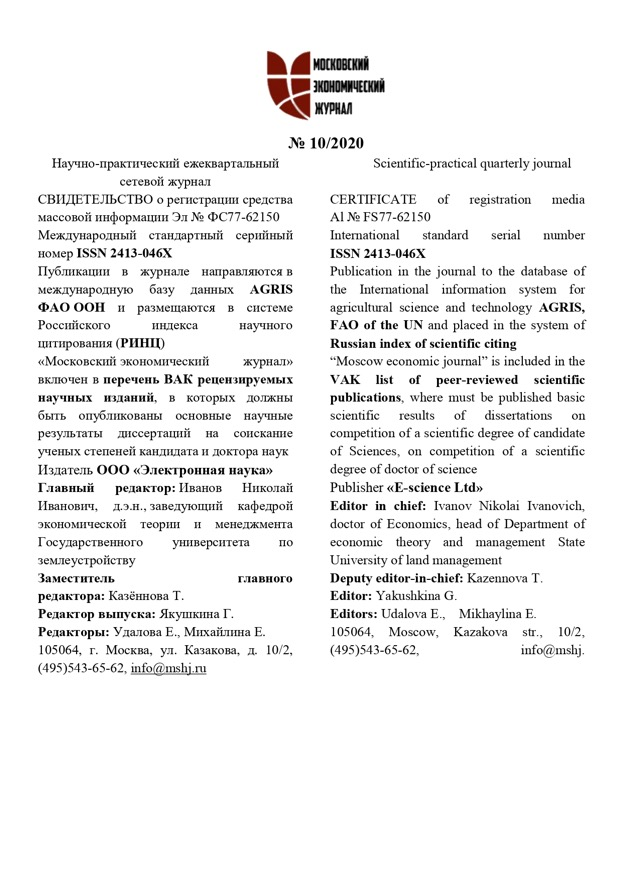 МОСКОВСКИЙ
ЭКОНОМИЧЕСКИЙ
ЖУРНАЛ
№ 10/2020
Научно-практический ежеквартальный
сетевой журнал
СВИДЕТЕЛЬСТВО о регистрации средства
массовой информации Эл № ФС77-62150
Международный стандартный серийный
номер ISSN 2413-046X
Публикации в журнале направляются в
международную базу данных AGRIS
ФАО ООН и размещаются в системе
Российского индекса научного
цитирования (РИНЦ)
«Московский экономический журнал»
включен в перечень ВАК рецензируемых
научных изданий, в которых должны
быть опубликованы основные научные
результаты диссертаций на соискание
ученых степеней кандидата и доктора наук
Издатель ООО «Электронная наука»
Главный редактор: Иванов Николай
Иванович, д.э.н., заведующий кафедрой
экономической теории и менеджмента
Государственного университета по
землеустройству
Заместитель главного
редактора: Казённова Т.
Редактор выпуска: Якушкина Г.
Редакторы: Удалова Е., Михайлина Е.
105064, г. Москва, ул. Казакова, д. 10/2,
(495)543-65-62, info@mshj.ru
Scientific-practical quarterly journal
CERTIFICATE of registration media
Al № FS77-62150
International standard serial number
ISSN 2413-046X
Publication in the journal to the database of
the International information system for
agricultural science and technology AGRIS,
FAO of the UN and placed in the system of
Russian index of scientific citing
“Moscow economic journal” is included in the
VAK list of peer-reviewed scientific
publications, where must be published basic
scientific results of dissertations on
competition of a scientific degree of candidate
of Sciences, on competition of a scientific
degree of doctor of science
Publisher «E-science Ltd»
Editor in chief: Ivanov Nikolai Ivanovich,
doctor of Economics, head of Department of
economic theory and management State
University of land management
Deputy editor-in-chief: Kazennova T.
Editor: Yakushkina G.
Editors: Udalova E., Mikhaylina E.
105064, Moscow, Kazakova str., 10/2,
(495)543-65-62, info@mshj.